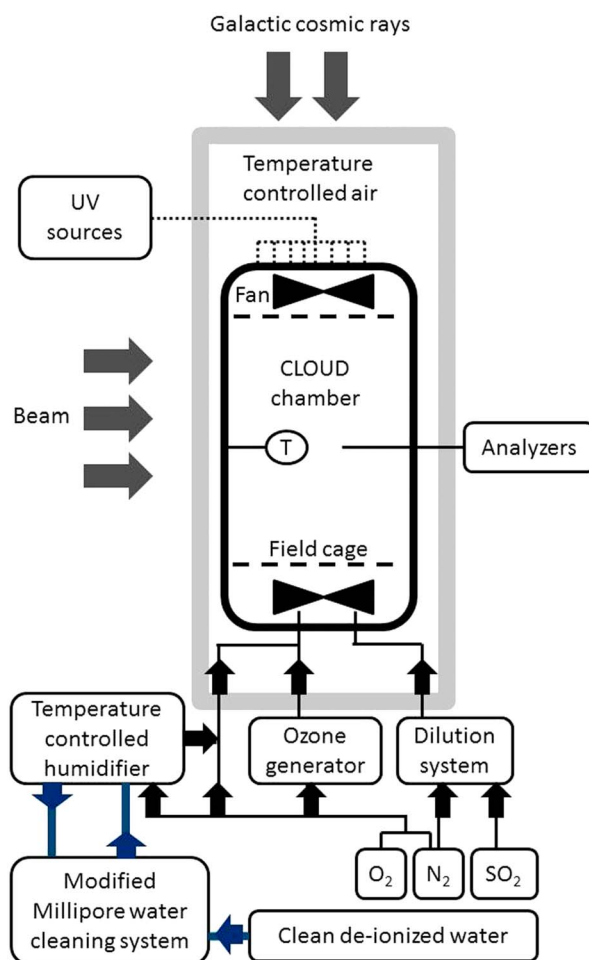 Galactic cosmic rays
Temperature
controlled air
UV
sources
Fan
CLOUD
chamber
Beam
T
Analyzers
Field cage
Temperature
controlled
humidifier
Ozone
generator
Dilution
system
O₂
N₂
SO₂
Modified
Millipore water
cleaning system
Clean de-ionized water